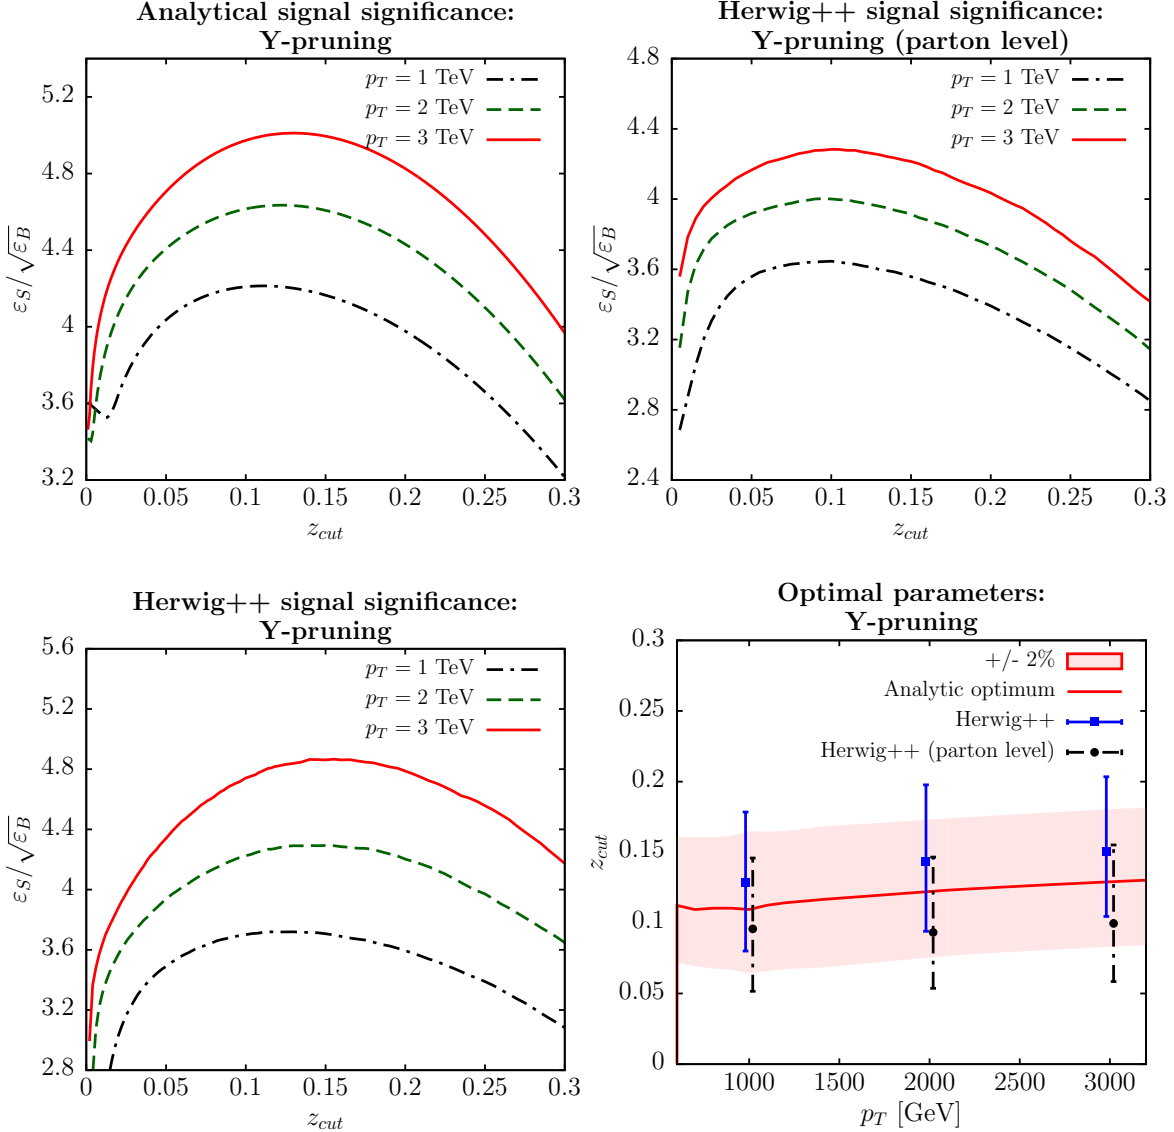 Analytical signal significance:
Y-pruning
p_T = 1 TeV
p_T = 2 TeV
p_T = 3 TeV
5.2
4.8
4.4
4
3.6
3.2
ε_S/√ε_B
0 0.05 0.1 0.15 0.2 0.25 0.3
z_cut
Herwig++ signal significance:
Y-pruning (parton level)
p_T = 1 TeV
p_T = 2 TeV
p_T = 3 TeV
4.8
4.4
4
3.6
3.2
2.8
2.4
ε_S/√ε_B
0 0.05 0.1 0.15 0.2 0.25 0.3
z_cut
Herwig++ signal significance:
Y-pruning
p_T = 1 TeV
p_T = 2 TeV
p_T = 3 TeV
5.6
5.2
4.8
4.4
4
3.6
3.2
2.8
ε_S/√ε_B
0 0.05 0.1 0.15 0.2 0.25 0.3
z_cut
Optimal parameters:
Y-pruning
+/- 2%
Analytic optimum
Herwig++
Herwig++ (parton level)
0.3
0.25
0.2
0.15
0.1
0.05
0
z_cut
1000 1500 2000 2500 3000
p_T [GeV]